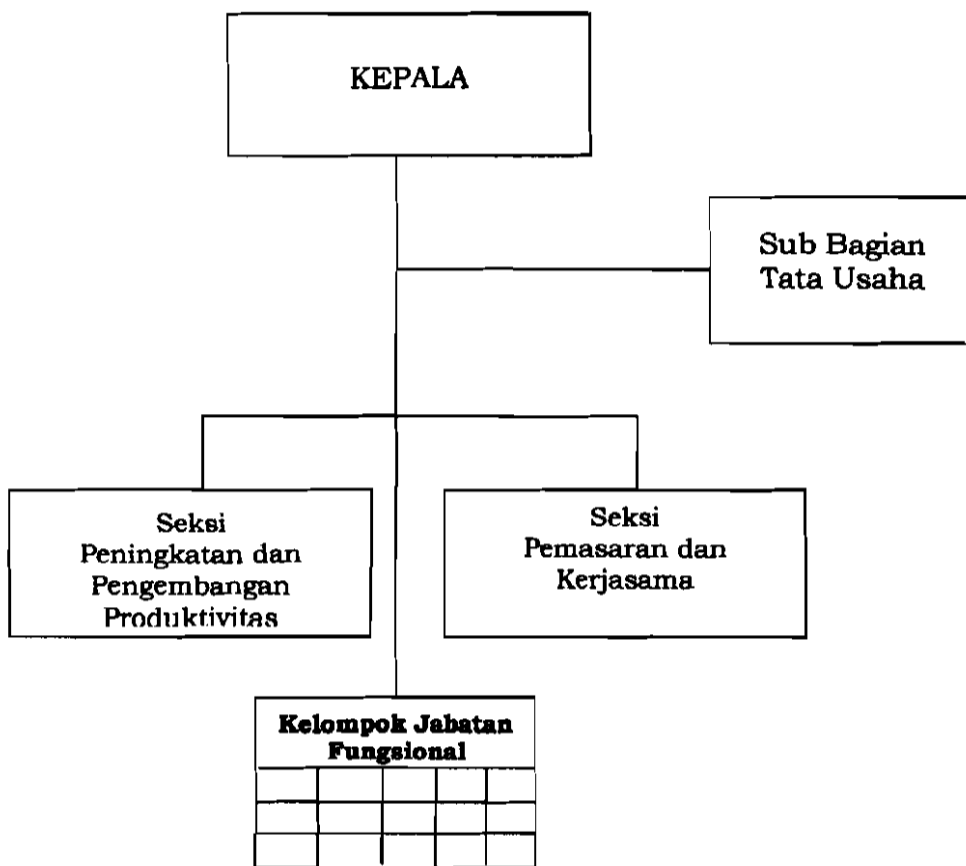 KEPALA
Sub Bagian
Tata Usaha
Seksi
Peningkatan dan
Pengembangan
Produktivitas
Seksi
Pemasaran dan
Kerjasama
Kelompok Jabatan
Fungsional